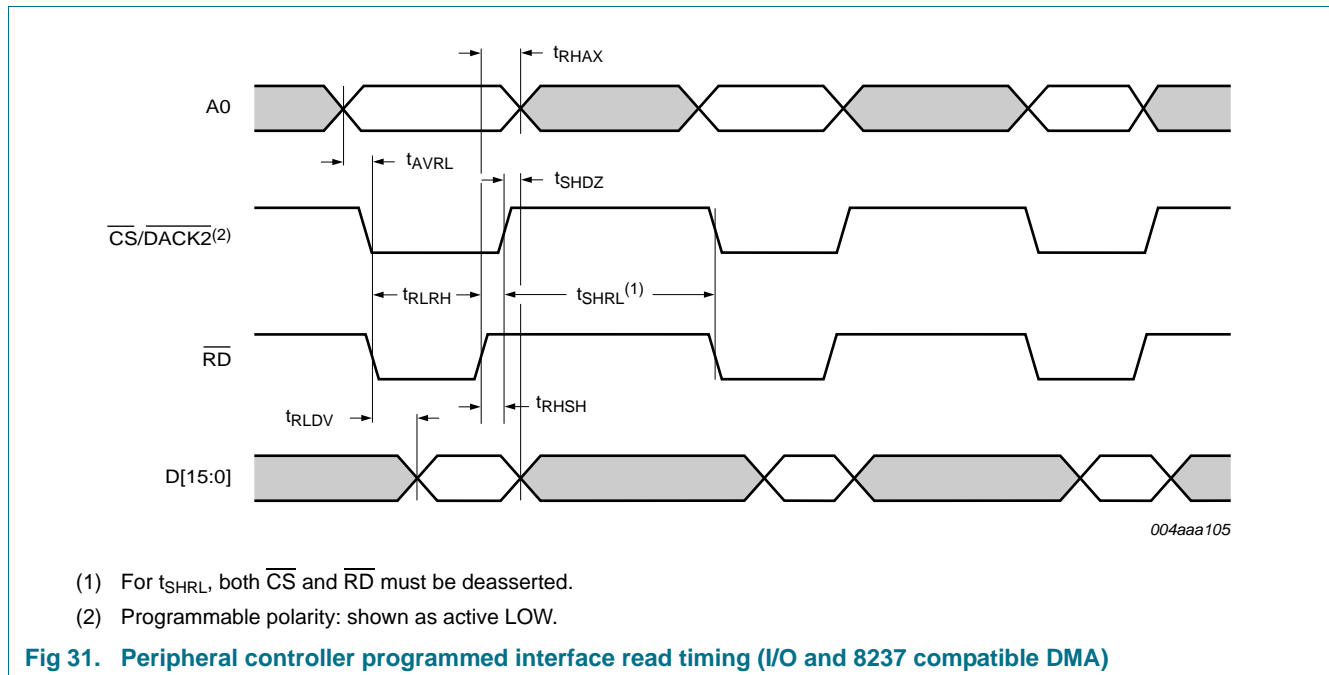 tRHAX
A0
tAVRL
tSHDZ
CS/DACK2(2)
tRLRH
tSHRL(1)
RD
tRLDV
tRHSH
D[15:0]
004aaa105
(1) For tSHRL, both CS and RD must be deasserted.
(2) Programmable polarity: shown as active LOW.
Fig 31. Peripheral controller programmed interface read timing (I/O and 8237 compatible DMA)